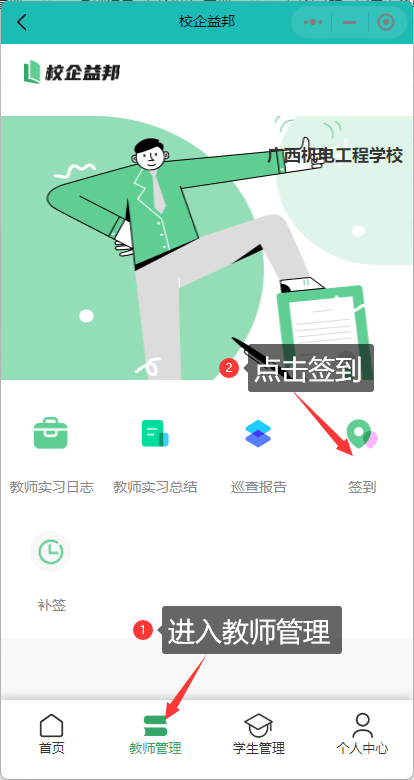 校企益邦
校企益邦
广西机电工程学校
2 点击签到
教师实习日志 教师实习总结 巡查报告 签到
补签
1 进入教师管理
首页 教师管理 学生管理 个人中心